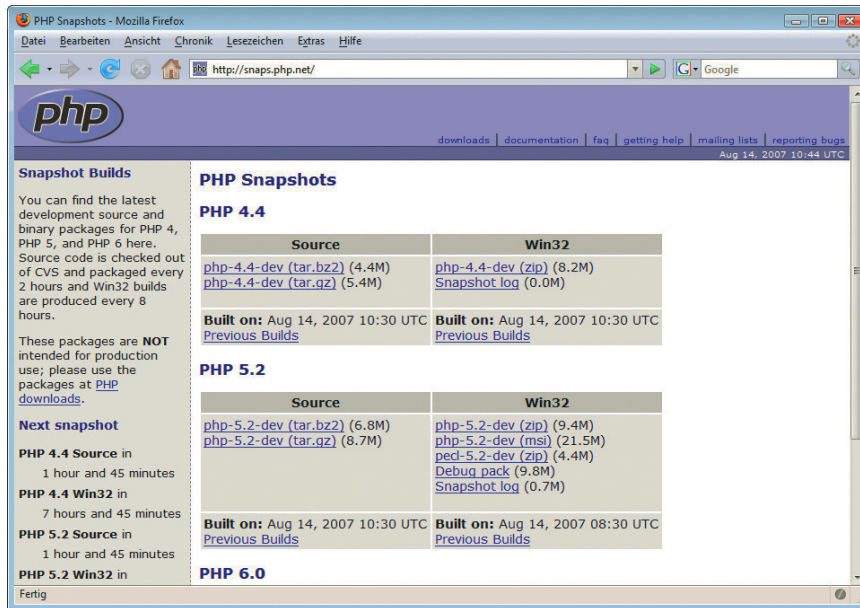 PHP Snapshots - Mozilla Firefox
Datei Bearbeiten Ansicht Chronik Lesezeichen Extras Hilfe
php http://snaps.php.net/ G Google
php
downloads | documentation | faq | getting help | mailing lists | reporting bugs
Aug 14, 2007 10:44 UTC
Snapshot Builds
You can find the latest
development source and
binary packages for PHP 4,
PHP 5, and PHP 6 here.
Source code is checked out
of CVS and packaged every
2 hours and Win32 builds
are produced every 8
hours.
These packages are NOT
intended for production
use; please use the
packages at PHP
downloads.
Next snapshot
PHP 4.4 Source in
1 hour and 45 minutes
PHP 4.4 Win32 in
7 hours and 45 minutes
PHP 5.2 Source in
1 hour and 45 minutes
PHP 5.2 Win32 in
PHP Snapshots
PHP 4.4
Source Win32
php-4.4-dev (tar.bz2) (4.4M) php-4.4-dev (zip) (8.2M)
php-4.4-dev (tar.gz) (5.4M) Snapshot log (0.0M)
Built on: Aug 14, 2007 10:30 UTC Built on: Aug 14, 2007 10:30 UTC
Previous Builds Previous Builds
PHP 5.2
Source Win32
php-5.2-dev (tar.bz2) (6.8M) php-5.2-dev (zip) (9.4M)
php-5.2-dev (tar.gz) (8.7M) php-5.2-dev (msi) (21.5M)
pecl-5.2-dev (zip) (4.4M)
Debug pack (9.8M)
Snapshot log (0.7M)
Built on: Aug 14, 2007 10:30 UTC Built on: Aug 14, 2007 08:30 UTC
Previous Builds Previous Builds
PHP 6.0
Fertig